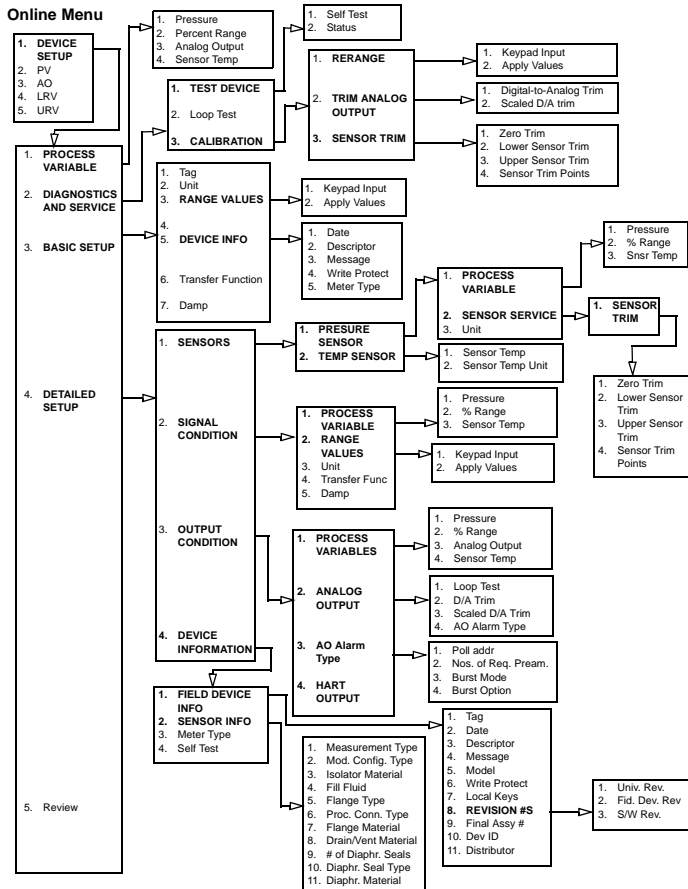 Online Menu
1. DEVICE
SETUP
2. PV
3. AO
4. LRV
5. URV
1. Pressure
2. Percent Range
3. Analog Output
4. Sensor Temp
1. Self Test
2. Status
1. TEST DEVICE
2. Loop Test
3. CALIBRATION
1. RERANGE
2. TRIM ANALOG
OUTPUT
3. SENSOR TRIM
1. Keypad Input
2. Apply Values
1. Digital-to-Analog Trim
2. Scaled D/A trim
1. Zero Trim
2. Lower Sensor Trim
3. Upper Sensor Trim
4. Sensor Trim Points
1. PROCESS
VARIABLE
2. DIAGNOSTICS
AND SERVICE
3. BASIC SETUP
4. DETAILED
SETUP
5. Review
1. Tag
2. Unit
3. RANGE VALUES
4.
5. DEVICE INFO
6. Transfer Function
7. Damp
1. Keypad Input
2. Apply Values
1. Date
2. Descriptor
3. Message
4. Write Protect
5. Meter Type
1. SENSORS
2. SIGNAL
CONDITION
3. OUTPUT
CONDITION
4. DEVICE
INFORMATION
1. PRESURE
SENSOR
2. TEMP SENSOR
1. PROCESS
VARIABLE
2. SENSOR SERVICE
3. Unit
1. Pressure
2. % Range
3. Snsr Temp
1. SENSOR
TRIM
1. Sensor Temp
2. Sensor Temp Unit
1. Zero Trim
2. Lower Sensor
Trim
3. Upper Sensor
Trim
4. Sensor Trim
Points
1. PROCESS
VARIABLE
2. RANGE
VALUES
3. Unit
4. Transfer Func
5. Damp
1. Pressure
2. % Range
3. Sensor Temp
1. Keypad Input
2. Apply Values
1. PROCESS
VARIABLES
2. ANALOG
OUTPUT
3. AO Alarm
Type
4. HART
OUTPUT
1. Pressure
2. % Range
3. Analog Output
4. Sensor Temp
1. Loop Test
2. D/A Trim
3. Scaled D/A Trim
4. AO Alarm Type
1. Poll addr
2. Nos. of Req. Pream.
3. Burst Mode
4. Burst Option
1. FIELD DEVICE
INFO
2. SENSOR INFO
3. Meter Type
4. Self Test
1. Measurement Type
2. Mod. Config. Type
3. Isolator Material
4. Fill Fluid
5. Flange Type
6. Proc. Conn. Type
7. Flange Material
8. Drain/Vent Material
9. # of Diaphr. Seals
10. Diaphr. Seal Type
11. Diaphr. Material
1. Tag
2. Date
3. Descriptor
4. Message
5. Model
6. Write Protect
7. Local Keys
8. REVISION #S
9. Final Assy #
10. Dev ID
11. Distributor
1. Univ. Rev.
2. Fid. Dev. Rev
3. S/W Rev.